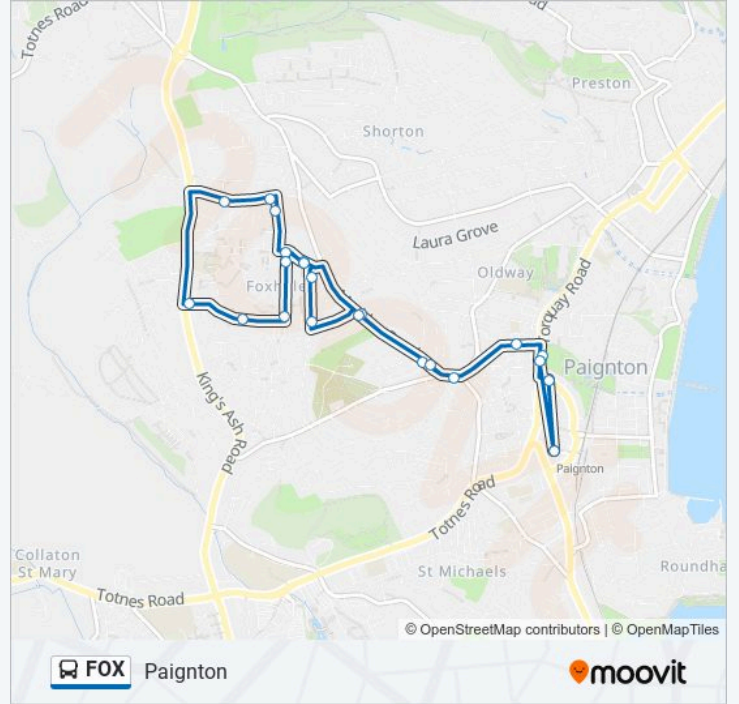 Totnes Road
Road
Preston
Shorton
Laura Grove
Oldway
Torquay Road
Paignton
King's Ash Road
Paignton
Totnes Road
Collaton
St Mary
Totnes Road
St Michaels
Roundha
© OpenStreetMap contributors | © OpenMapTiles
FOX
Paignton
moovit